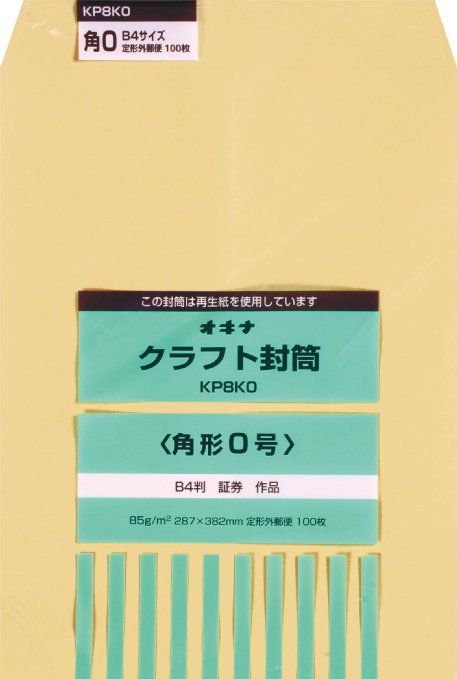 KP8K0
角0 B4サイズ
定形外郵便 100枚
この封筒は再生紙を使用しています
オキナ
クラフト封筒
KP8K0
〈角形0号〉
B4判 証券 作品
85g/m² 287×382mm 定形外郵便 100枚